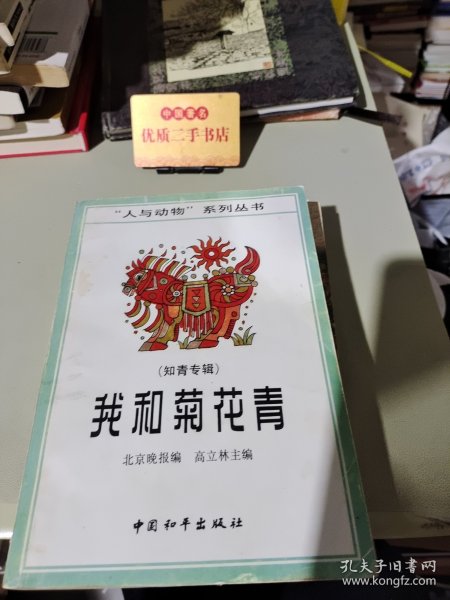 中国著名
优质二手书店
“人与动物”系列丛书
（知青专辑）
我和菊花青
北京晚报编 高立林主编
中国和平出版社
孔夫子旧书网
www.kongfz.com